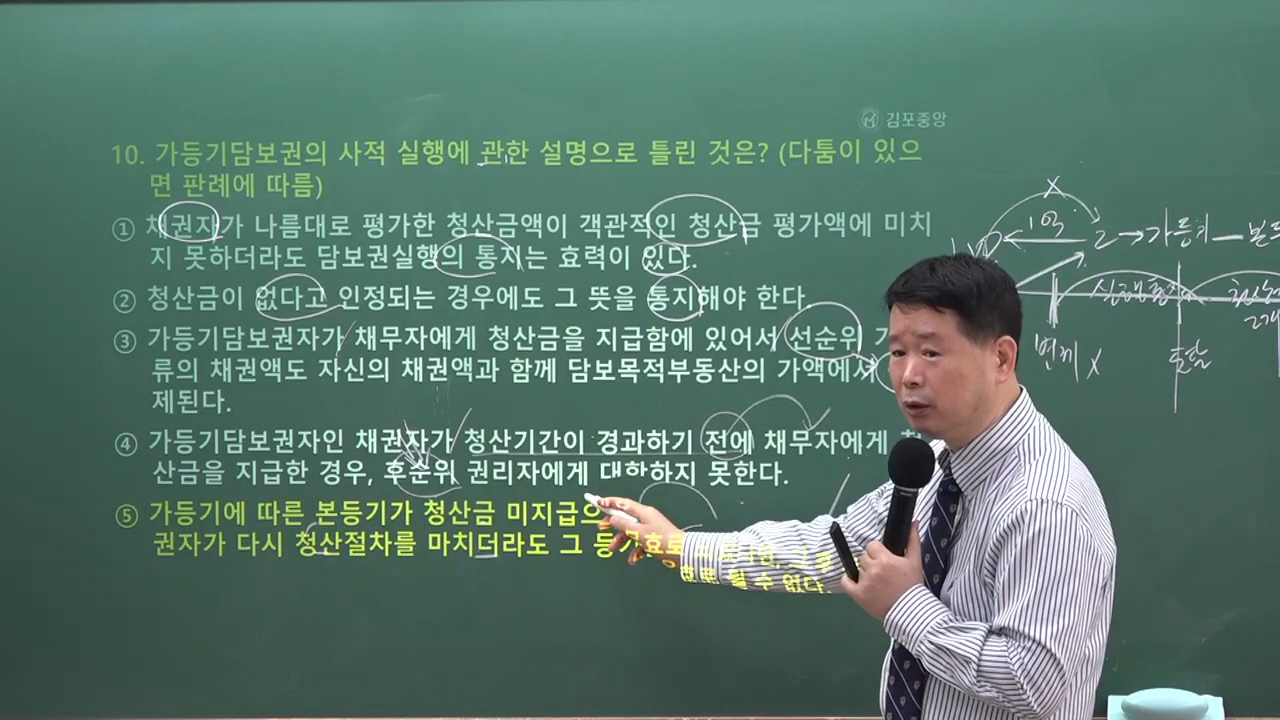 김포중앙
10. 가등기담보권의 사적 실행에 관한 설명으로 틀린 것은? (다툼이 있으
면 판례에 따름)
① 채권자가 나름대로 평가한 청산금액이 객관적인 청산금 평가액에 미치
지 못하더라도 담보권실행의 통지는 효력이 있다.
② 청산금이 없다고 인정되는 경우에도 그 뜻을 통지해야 한다.
③ 가등기담보권자가 채무자에게 청산금을 지급함에 있어서 선순위
류의 채권액도 자신의 채권액과 함께 담보목적부동산의 가액에서
제된다.
④ 가등기담보권자인 채권자가 청산기간이 경과하기 전에 채무자에게
산금을 지급한 경우, 후순위 권리자에게 대항하지 못한다.
⑤ 가등기에 따른 본등기가 청산금 미지급으
권자가 다시 청산절차를 마치더라도 그 등기
될 수 없다.
X
1억
2 → 가등기
변제 X